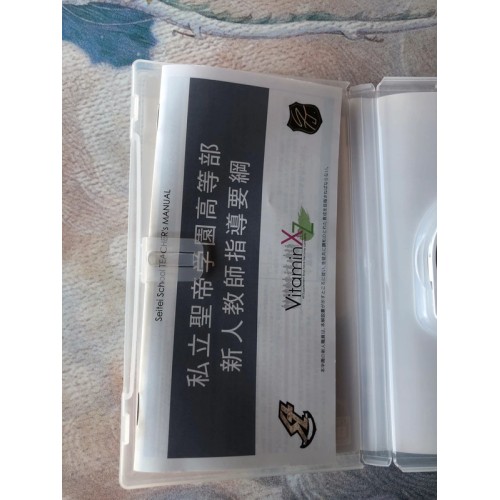 Seitei School TEACHER's MANUAL
私立聖帝学園高等部
新人教師指導要綱
VitaminXtoZ